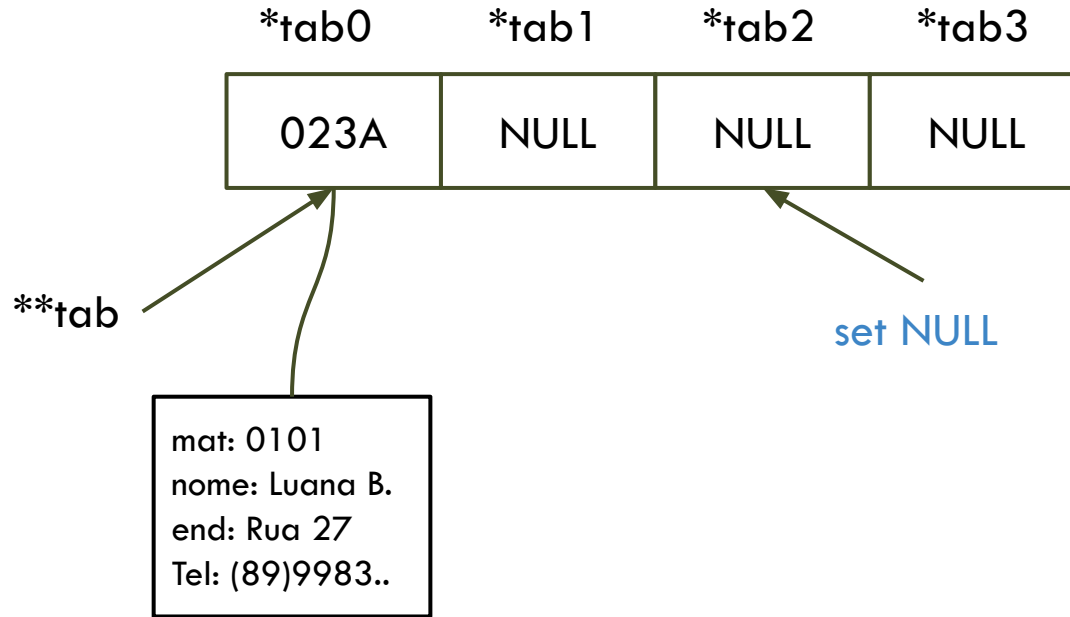 *tab0 *tab1 *tab2 *tab3
023A NULL NULL NULL
**tab
set NULL
mat: 0101
nome: Luana B.
end: Rua 27
Tel: (89)9983..